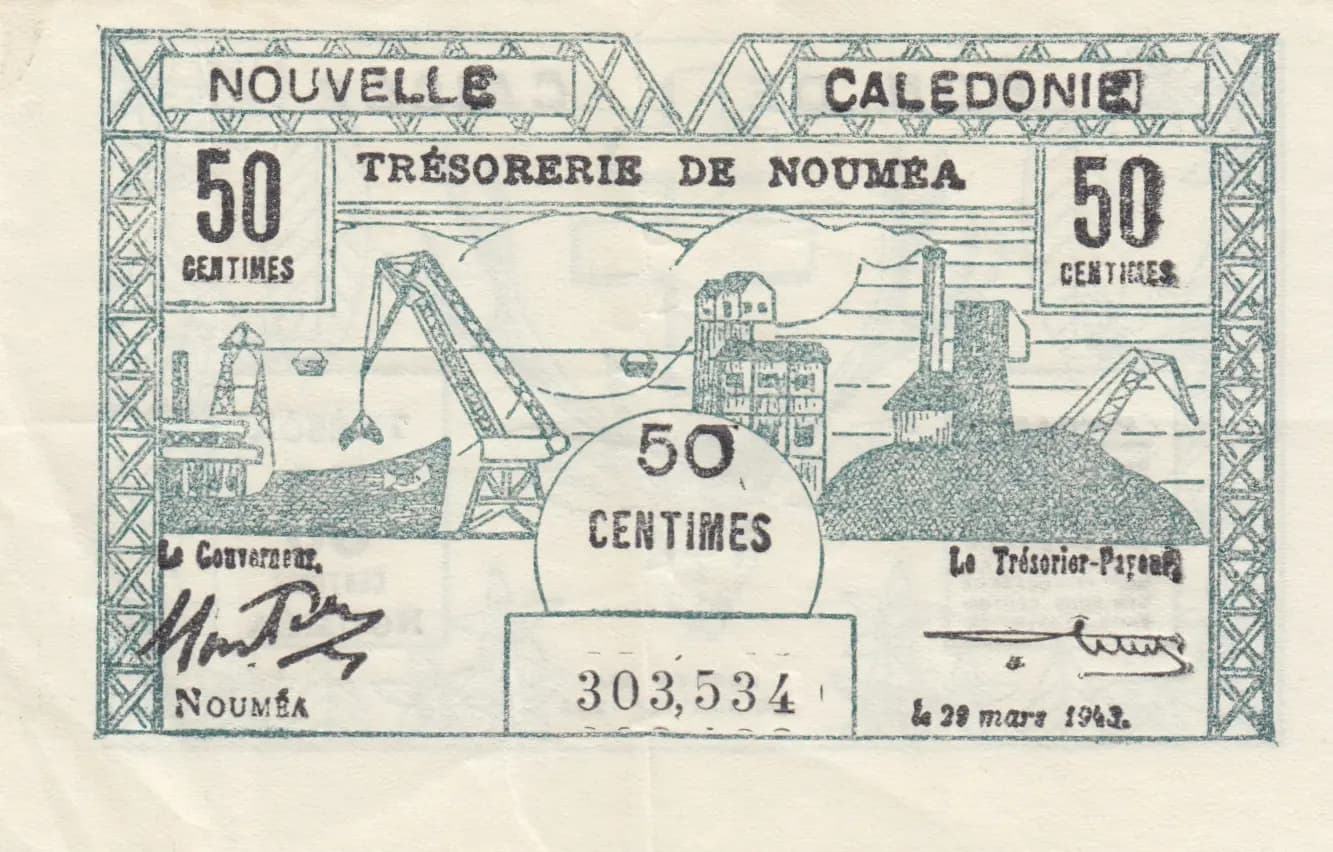 NOUVELLE CALEDONIE
50 CENTIMES
TRÉSORERIE DE NOUMÉA
50 CENTIMES
50
CENTIMES
Le Gouverneur.
Le Trésorier-Payeur
NOUMÉA
303,534
le 29 mars 1943.